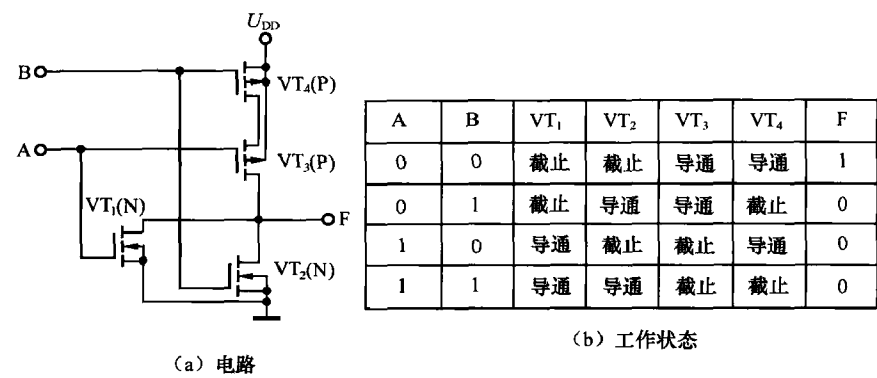 U_DD
B
VT₄(P)
A
VT₃(P)
VT₁(N)
F
VT₂(N)
(a) 电路
A B VT₁ VT₂ VT₃ VT₄ F
0 0 截止 截止 导通 导通 1
0 1 截止 导通 导通 截止 0
1 0 导通 截止 截止 导通 0
1 1 导通 导通 截止 截止 0
(b) 工作状态